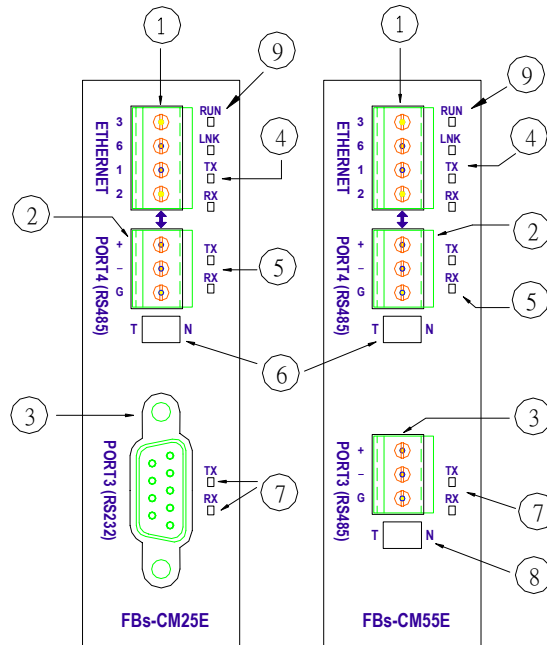 1
1
9
9
RUN
3
ETHERNET
LNK
6
4
TX
1
RX
2
RUN
3
ETHERNET
LNK
6
4
TX
1
RX
2
2
+
PORT4 (RS485)
TX
−
RX
5
G
T
N
2
+
PORT4 (RS485)
TX
−
RX
5
G
T
N
6
3
PORT3 (RS232)
TX
RX
7
3
+
PORT3 (RS485)
TX
−
RX
7
G
T
N
8
FBs-CM25E
FBs-CM55E